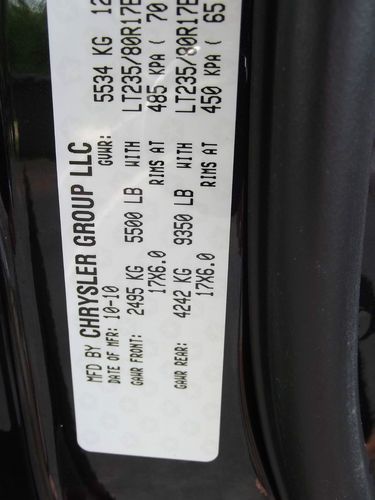 MFD BY CHRYSLER GROUP LLC
DATE OF MFR: 10-10 GVWR: 5534 KG 12
GAWR FRONT: 2495 KG 5500 LB WITH LT235/80R17E
17X6.0 RIMS AT 485 KPA ( 70
GAWR REAR: 4242 KG 9350 LB WITH LT235/80R17E
17X6.0 RIMS AT 450 KPA ( 65